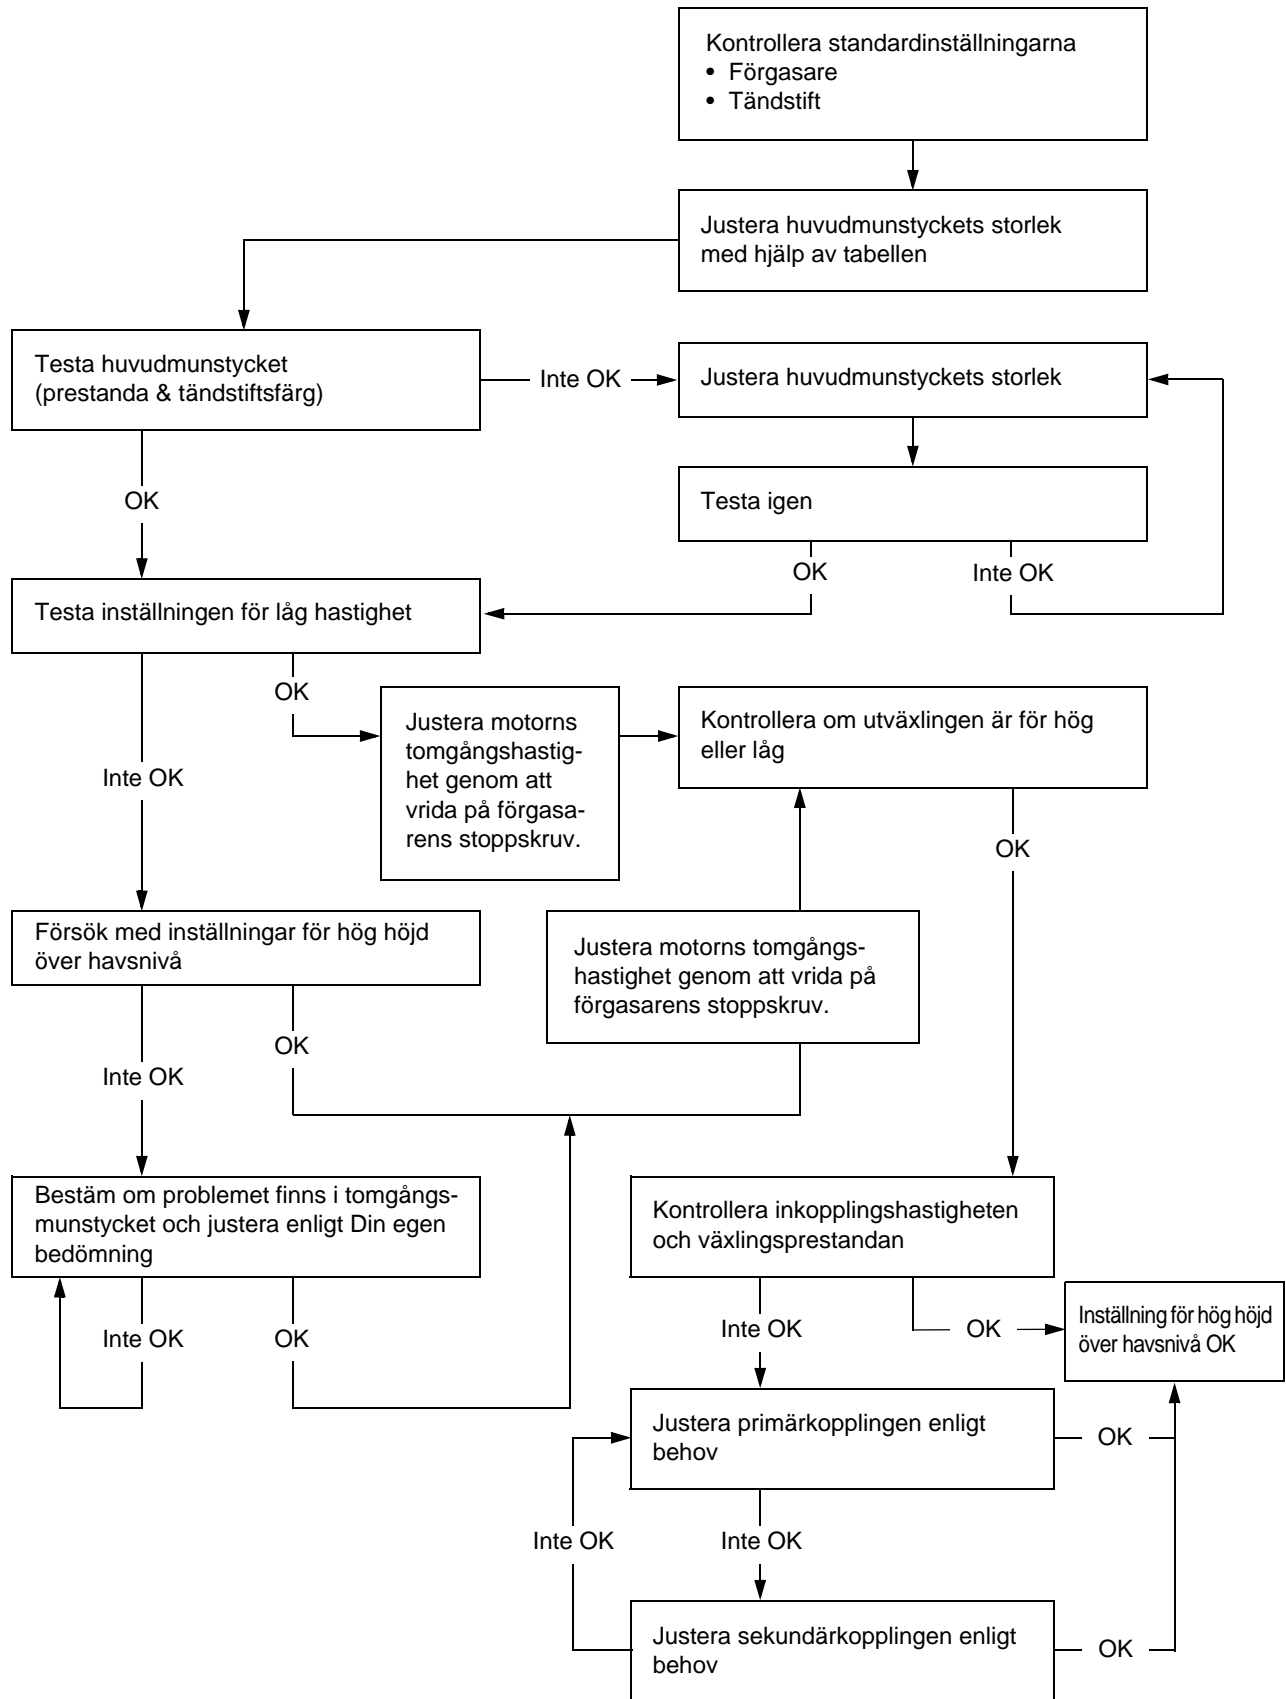 Kontrollera standardinställningarna
• Förgasare
• Tändstift
Justera huvudmunstyckets storlek
med hjälp av tabellen
Testa huvudmunstycket
(prestanda & tändstiftsfärg)
Inte OK
Justera huvudmunstyckets storlek
OK
Testa igen
OK
Inte OK
Testa inställningen för låg hastighet
OK
Inte OK
Justera motorns
tomgångshastig-
het genom att
vrida på förgasa-
rens stoppskruv.
Kontrollera om utväxlingen är för hög
eller låg
OK
Försök med inställningar för hög höjd
över havsnivå
Justera motorns tomgångs-
hastighet genom att vrida på
förgasarens stoppskruv.
OK
Inte OK
Bestäm om problemet finns i tomgångs-
munstycket och justera enligt Din egen
bedömning
Inte OK
OK
Kontrollera inkopplingshastigheten
och växlingsprestandan
Inte OK
OK
Inställning för hög höjd
över havsnivå OK
Justera primärkopplingen enligt
behov
OK
Inte OK
Inte OK
Justera sekundärkopplingen enligt
behov
OK